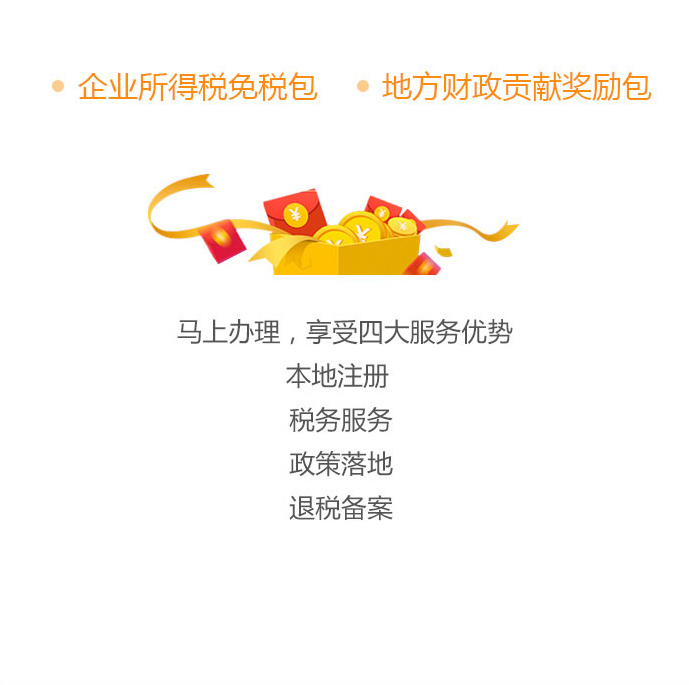 企业所得税免税包 地方财政贡献奖励包
马上办理，享受四大服务优势
本地注册
税务服务
政策落地
退税备案